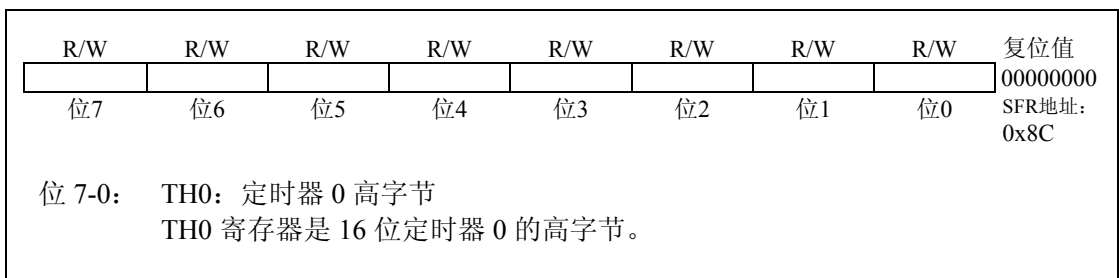 R/W R/W R/W R/W R/W R/W R/W R/W 复位值
00000000
位7 位6 位5 位4 位3 位2 位1 位0 SFR地址：
0x8C
位 7-0： TH0：定时器 0 高字节
TH0 寄存器是 16 位定时器 0 的高字节。